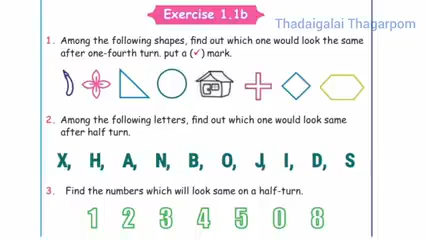 Exercise 1.1b
Thadaigalai Thagarpom
1. Among the following shapes, find out which one would look the same
after one-fourth turn. put a (✓) mark.
2. Among the following letters, find out which one would look same
after half turn.
X, H, A, N, B, O, J, I, D, S
3. Find the numbers which will look same on a half-turn.
1 2 3 4 5 0 8